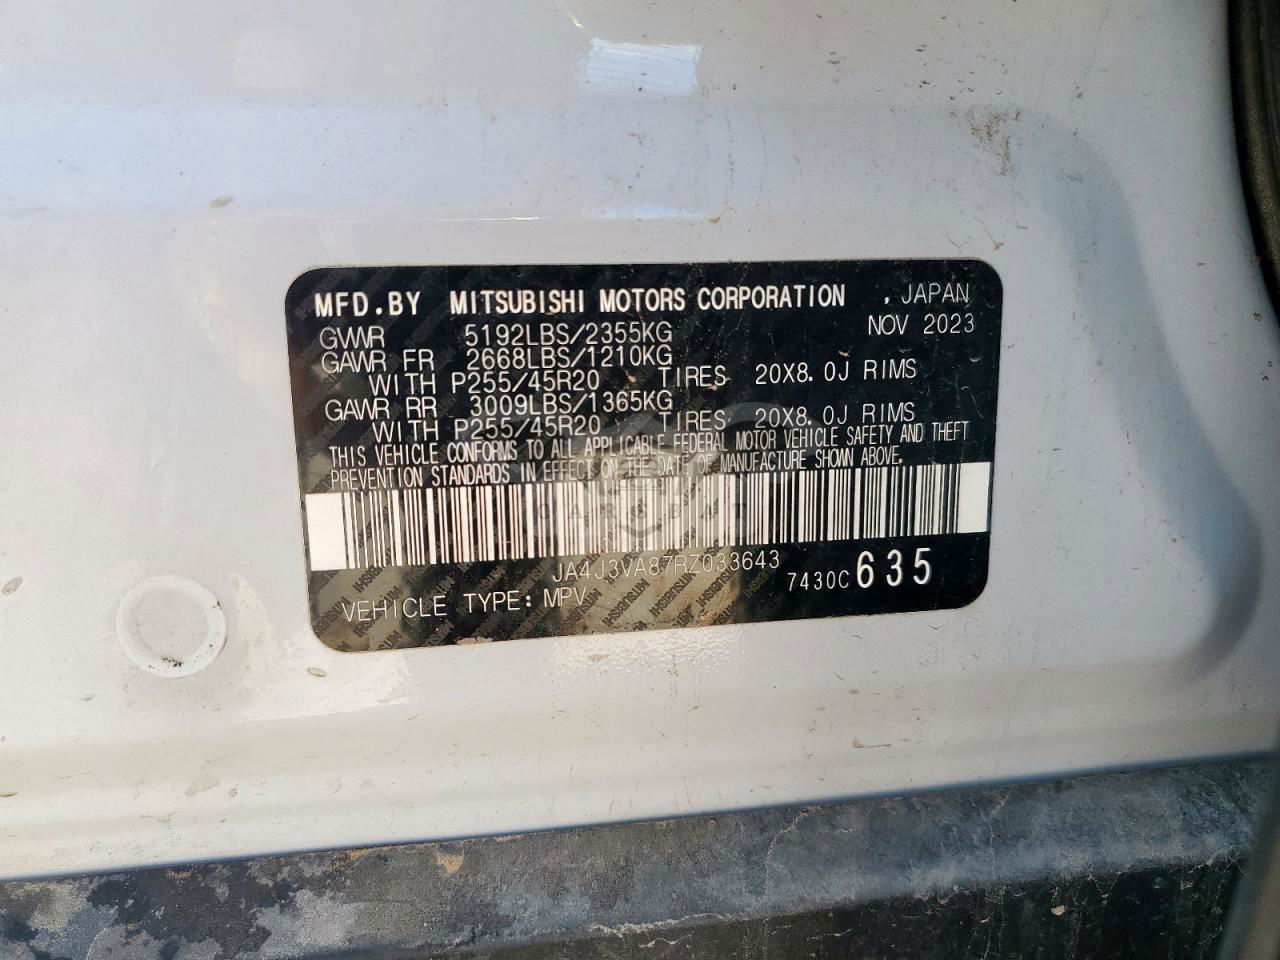 MFD.BY MITSUBISHI MOTORS CORPORATION , JAPAN
NOV 2023
GVWR 5192LBS/2355KG
GAWR FR 2668LBS/1210KG
WITH P255/45R20 TIRES 20X8.0J RIMS
GAWR RR 3009LBS/1365KG
WITH P255/45R20 TIRES 20X8.0J RIMS
THIS VEHICLE CONFORMS TO ALL APPLICABLE FEDERAL MOTOR VEHICLE SAFETY AND THEFT
PREVENTION STANDARDS IN EFFECT ON THE DATE OF MANUFACTURE SHOWN ABOVE.
JA4J3VA87RZ033643
7430C 635
VEHICLE TYPE: MPV